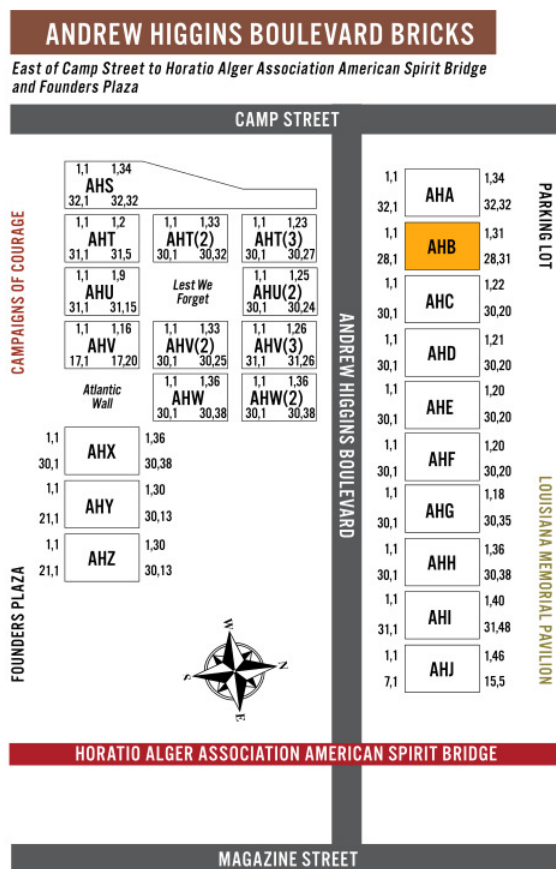 ANDREW HIGGINS BOULEVARD BRICKS
East of Camp Street to Horatio Alger Association American Spirit Bridge
and Founders Plaza
CAMP STREET
CAMPAIGNS OF COURAGE
FOUNDERS PLAZA
1,1 1,34
AHS
32,1 32,32
1,1 1,2
AHT
31,1 31,5
1,1 1,33
AHT(2)
30,1 30,32
1,1 1,23
AHT(3)
30,1 30,27
1,1 1,9
AHU
31,1 31,15
Lest We
Forget
1,1 1,25
AHU(2)
30,1 30,24
1,1 1,16
AHV
17,1 17,20
1,1 1,33
AHV(2)
30,1 30,25
1,1 1,26
AHV(3)
31,1 31,26
Atlantic
Wall
1,1 1,36
AHW
30,1 30,38
1,1 1,36
AHW(2)
30,1 30,38
1,1 1,36
AHX
30,1 30,38
1,1 1,30
AHY
21,1 30,13
1,1 1,30
AHZ
21,1 30,13
W
N
S
E
ANDREW HIGGINS BOULEVARD
1,1 1,34
AHA
32,1 32,32
1,1 1,31
AHB
28,1 28,31
1,1 1,22
AHC
30,1 30,20
1,1 1,21
AHD
30,1 30,20
1,1 1,20
AHE
30,1 30,20
1,1 1,20
AHF
30,1 30,20
1,1 1,18
AHG
30,1 30,35
1,1 1,36
AHH
30,1 30,38
1,1 1,40
AHI
31,1 31,48
1,1 1,46
AHJ
7,1 15,5
PARKING LOT
LOUISIANA MEMORIAL PAVILION
HORATIO ALGER ASSOCIATION AMERICAN SPIRIT BRIDGE
MAGAZINE STREET